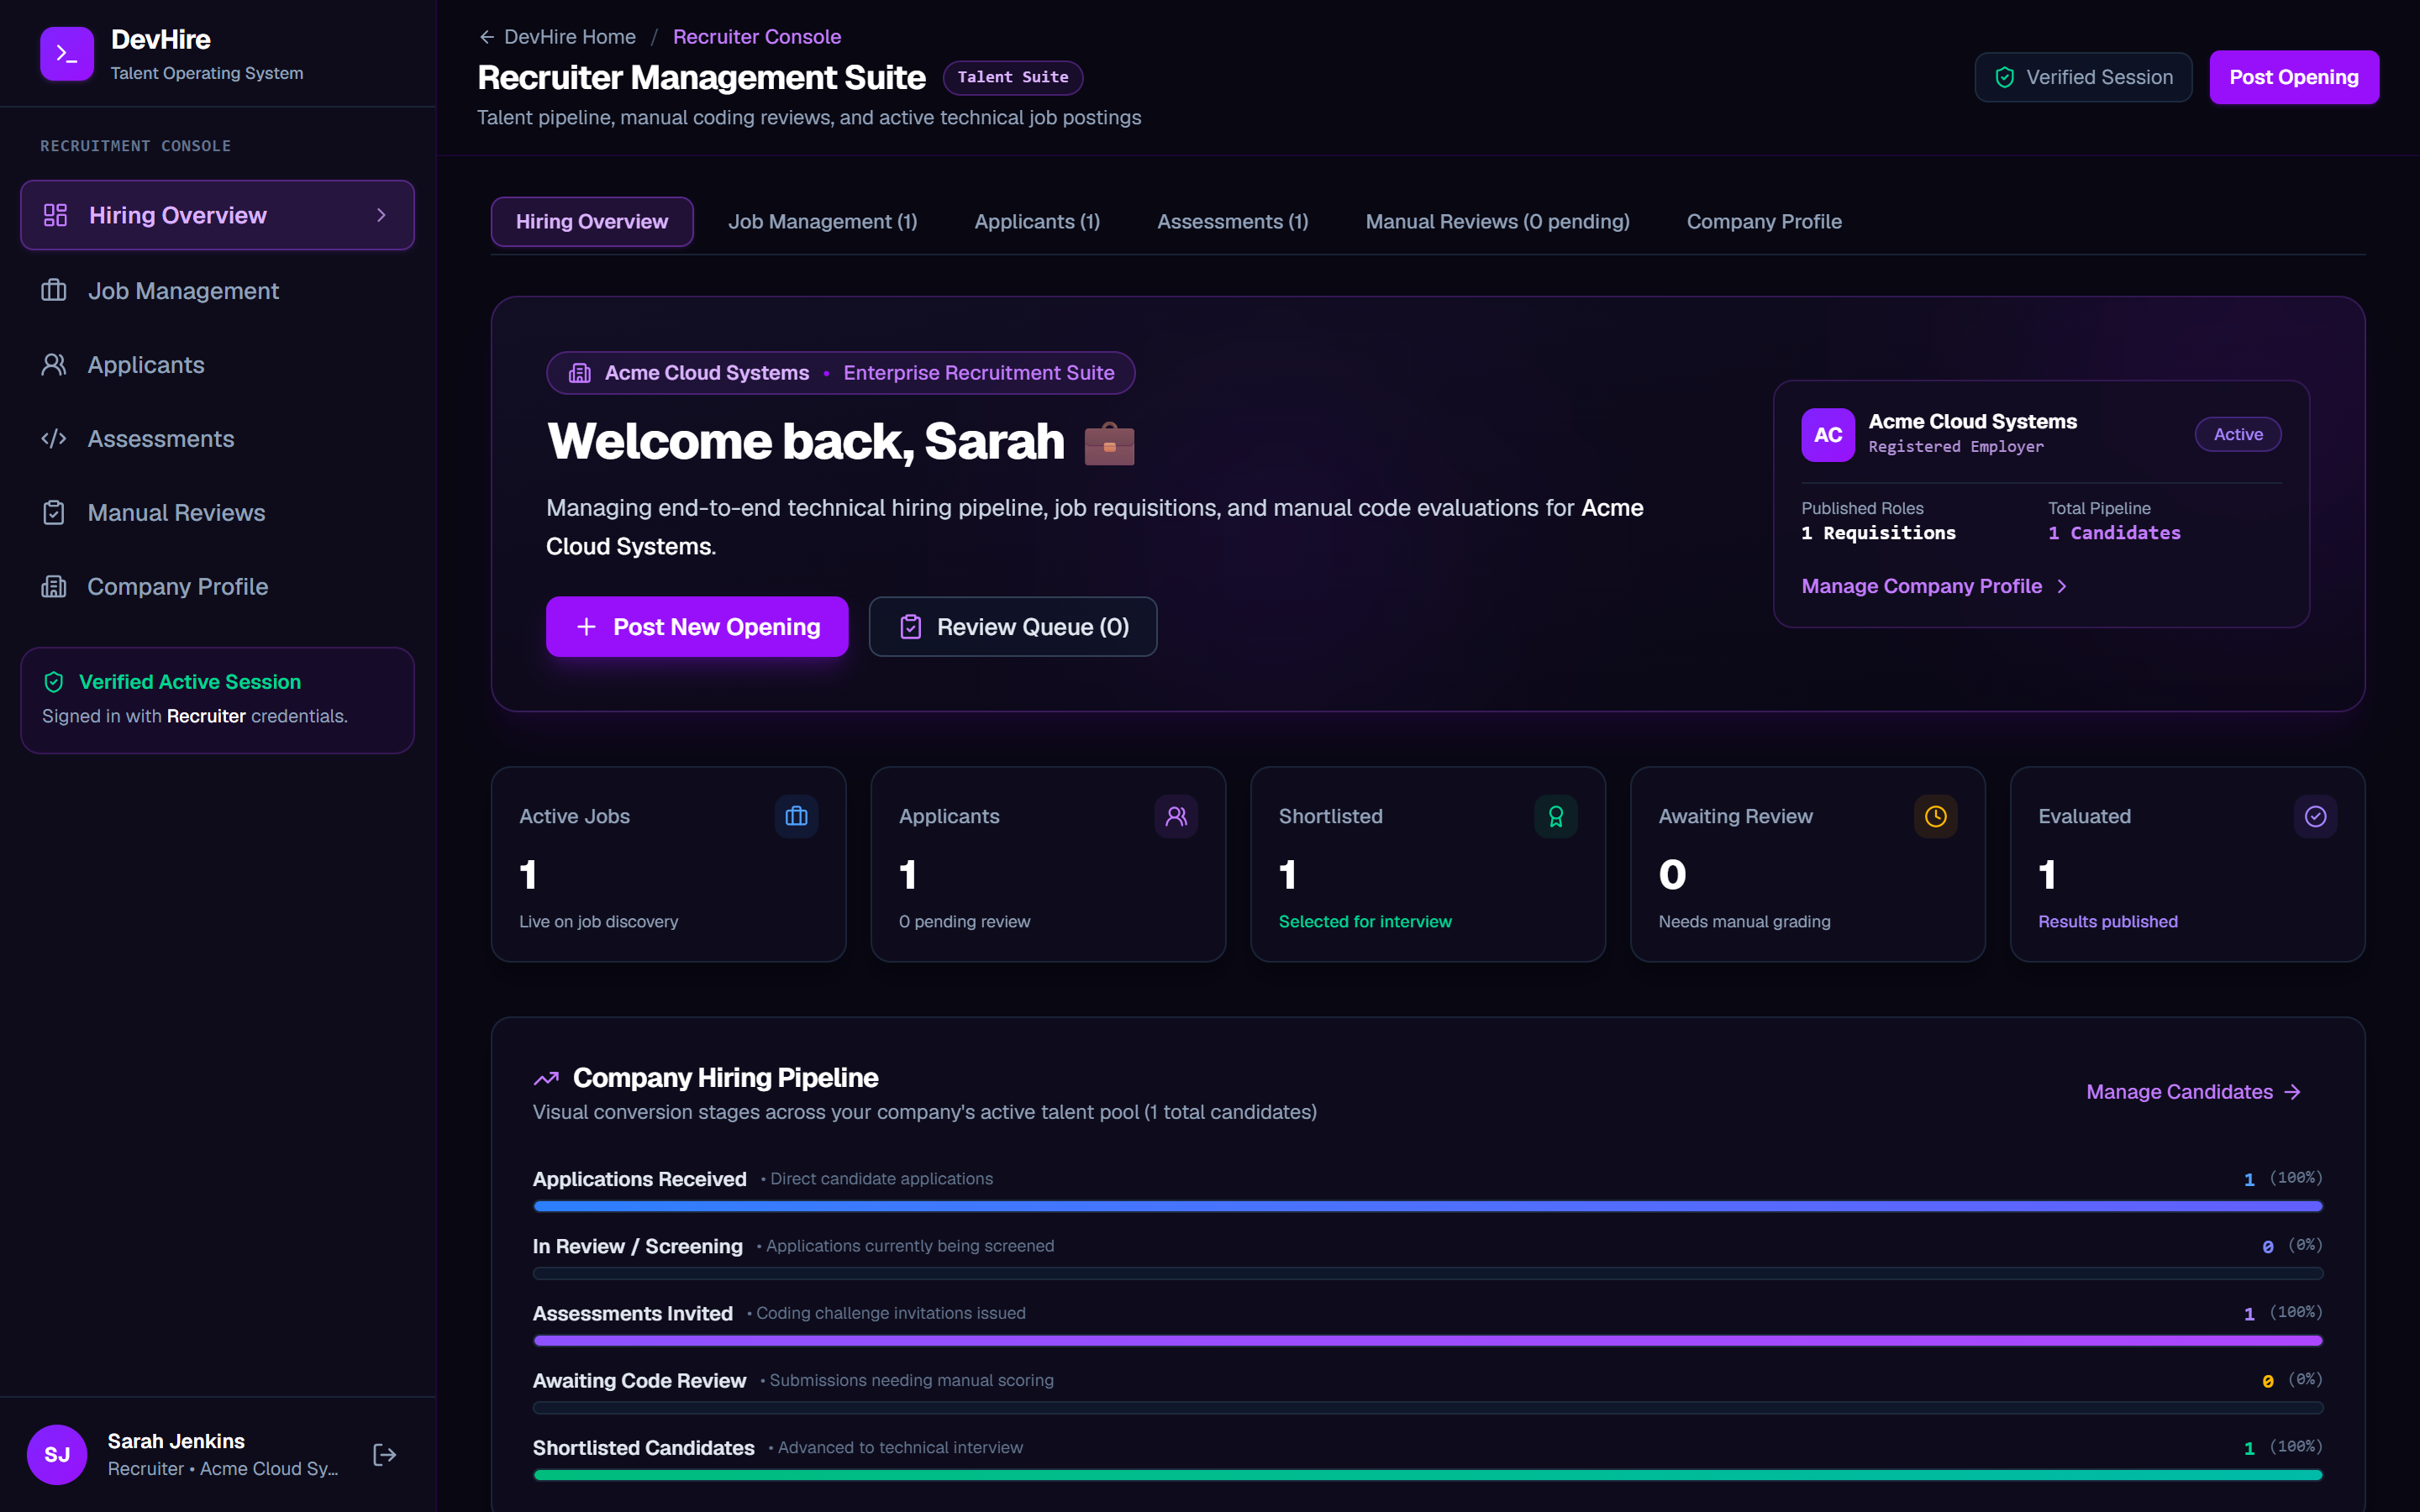 DevHire
Talent Operating System
RECRUITMENT CONSOLE
Hiring Overview
Job Management
Applicants
Assessments
Manual Reviews
Company Profile
Verified Active Session
Signed in with Recruiter credentials.
SJ
Sarah Jenkins
Recruiter • Acme Cloud Sy...
← DevHire Home / Recruiter Console
Recruiter Management Suite Talent Suite
Talent pipeline, manual coding reviews, and active technical job postings
Verified Session
Post Opening
Hiring Overview Job Management (1) Applicants (1) Assessments (1) Manual Reviews (0 pending) Company Profile
Acme Cloud Systems • Enterprise Recruitment Suite
Welcome back, Sarah 💼
Managing end-to-end technical hiring pipeline, job requisitions, and manual code evaluations for Acme
Cloud Systems.
Post New Opening
Review Queue (0)
AC
Acme Cloud Systems
Registered Employer
Active
Published Roles
1 Requisitions
Total Pipeline
1 Candidates
Manage Company Profile
Active Jobs
1
Live on job discovery
Applicants
1
0 pending review
Shortlisted
1
Selected for interview
Awaiting Review
0
Needs manual grading
Evaluated
1
Results published
Company Hiring Pipeline
Visual conversion stages across your company's active talent pool (1 total candidates)
Manage Candidates →
Applications Received • Direct candidate applications 1 (100%)
In Review / Screening • Applications currently being screened 0 (0%)
Assessments Invited • Coding challenge invitations issued 1 (100%)
Awaiting Code Review • Submissions needing manual scoring 0 (0%)
Shortlisted Candidates • Advanced to technical interview 1 (100%)